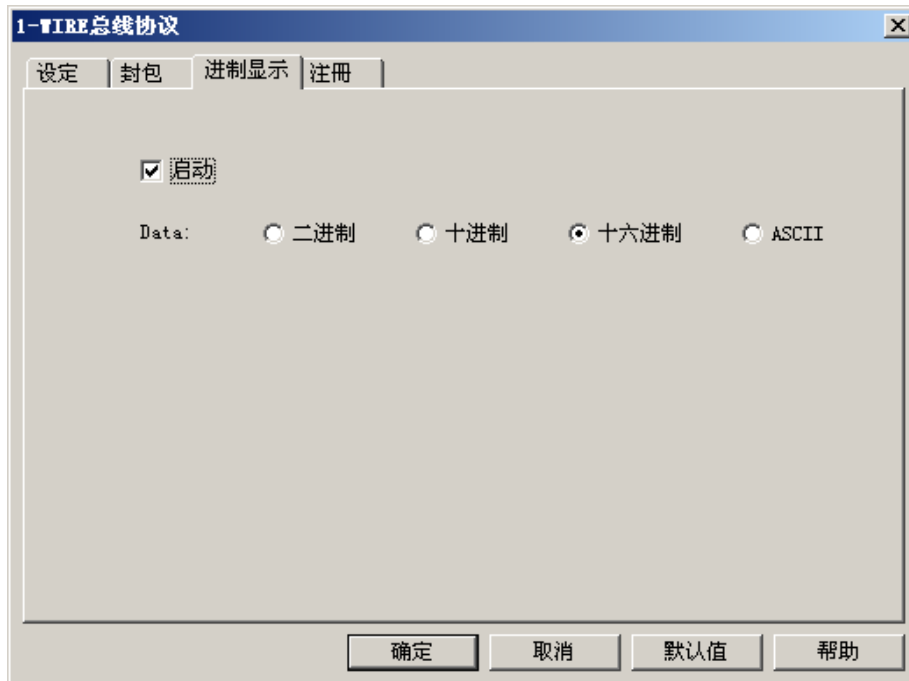 1-WIRE总线协议
设定 封包 进制显示 注冊
启动
Data: 二进制 十进制 十六进制 ASCII
确定 取消 默认值 帮助